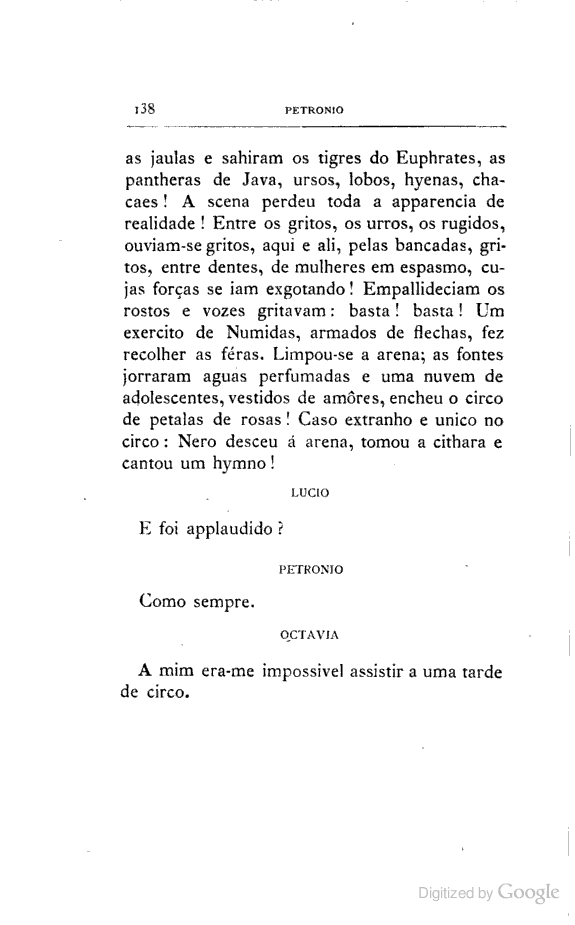 138 PETRONIO
as jaulas e sahiram os tigres do Euphrates, as
pantheras de Java, ursos, lobos, hyenas, cha-
caes ! A scena perdeu toda a apparencia de
realidade ! Entre os gritos, os urros, os rugidos,
ouviam-se gritos, aqui e ali, pelas bancadas, gri-
tos, entre dentes, de mulheres em espasmo, cu-
jas forças se iam exgotando ! Empallideciam os
rostos e vozes gritavam : basta ! basta ! Um
exercito de Numidas, armados de flechas, fez
recolher as féras. Limpou-se a arena; as fontes
jorraram aguas perfumadas e uma nuvem de
adolescentes, vestidos de amôres, encheu o circo
de petalas de rosas ! Caso extranho e unico no
circo : Nero desceu á arena, tomou a cithara e
cantou um hymno !
LUCIO
E foi applaudido ?
PETRONIO
Como sempre.
OCTAVIA
A mim era-me impossivel assistir a uma tarde
de circo.
Digitized by Google